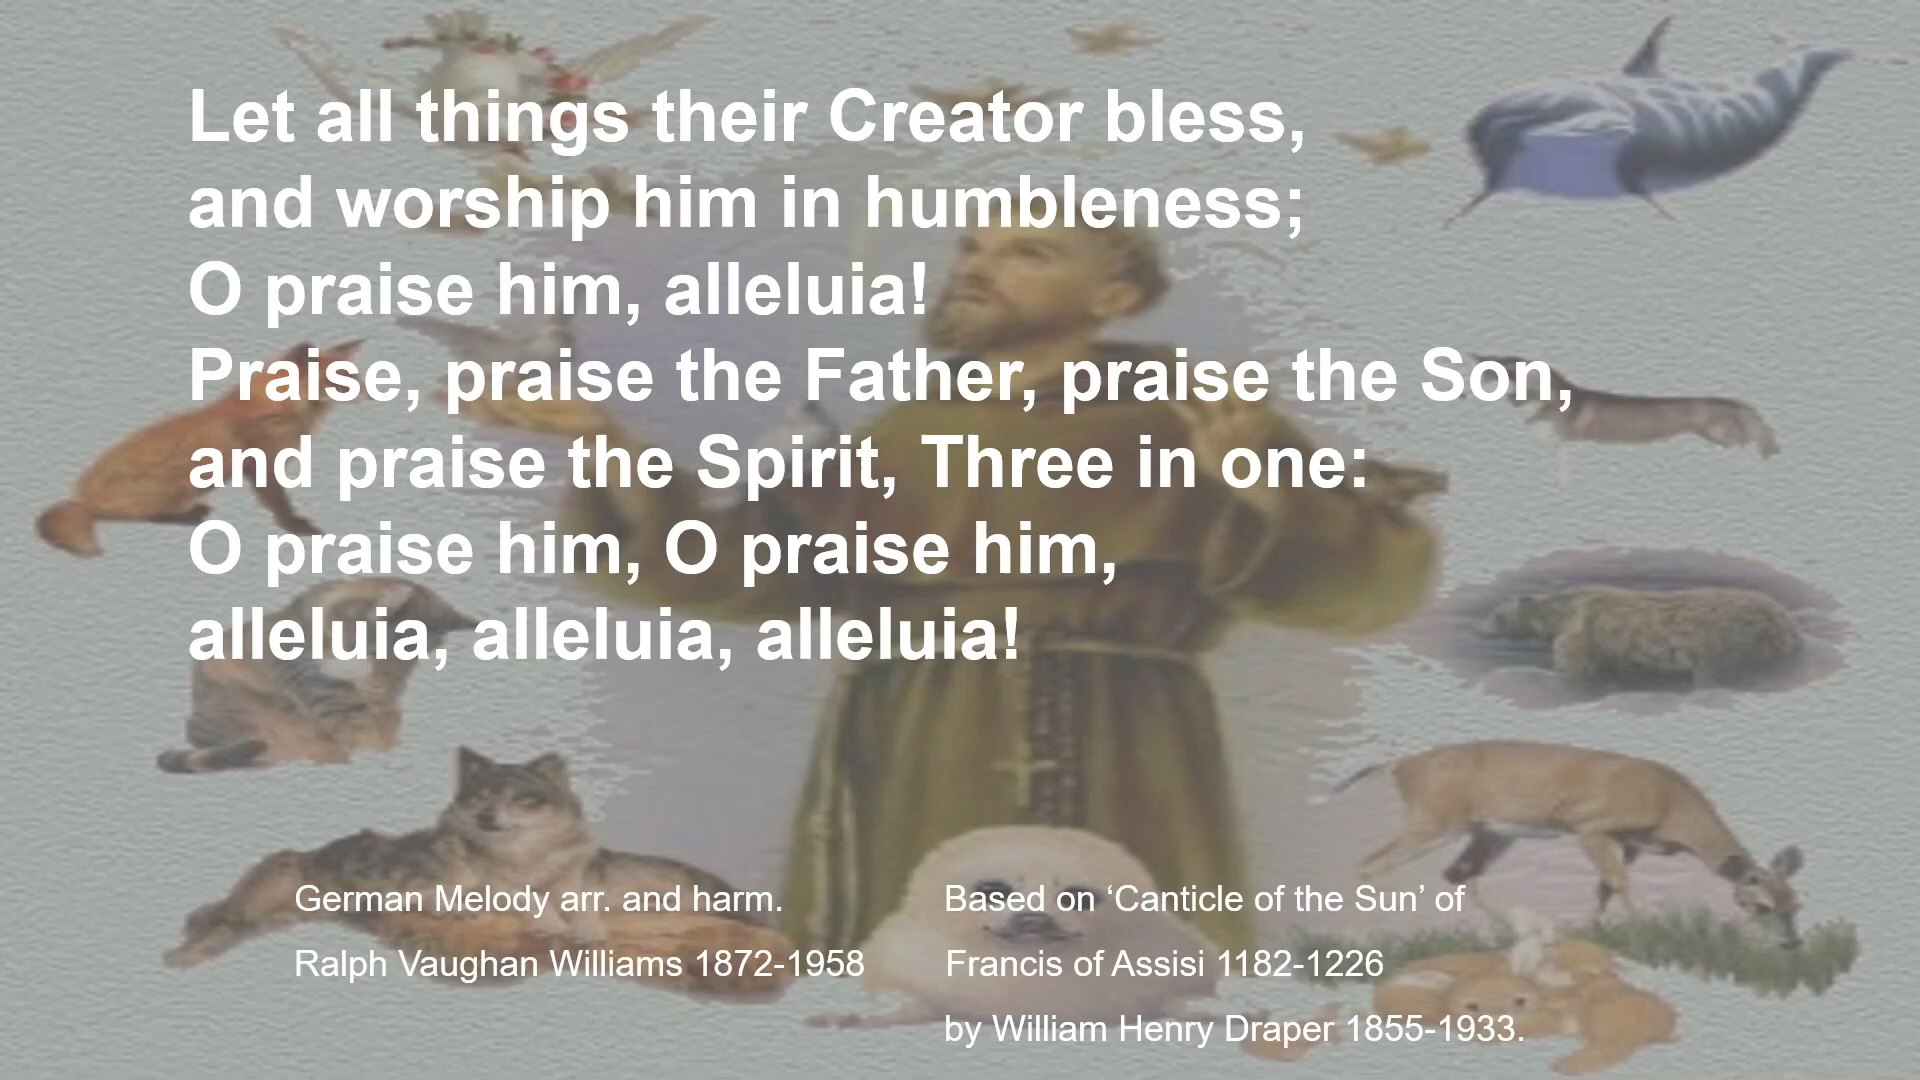 Let all things their Creator bless,
and worship him in humbleness;
O praise him, alleluia!
Praise, praise the Father, praise the Son,
and praise the Spirit, Three in one:
O praise him, O praise him,
alleluia, alleluia, alleluia!
German Melody arr. and harm.
Ralph Vaughan Williams 1872-1958
Based on ‘Canticle of the Sun’ of
Francis of Assisi 1182-1226
by William Henry Draper 1855-1933.